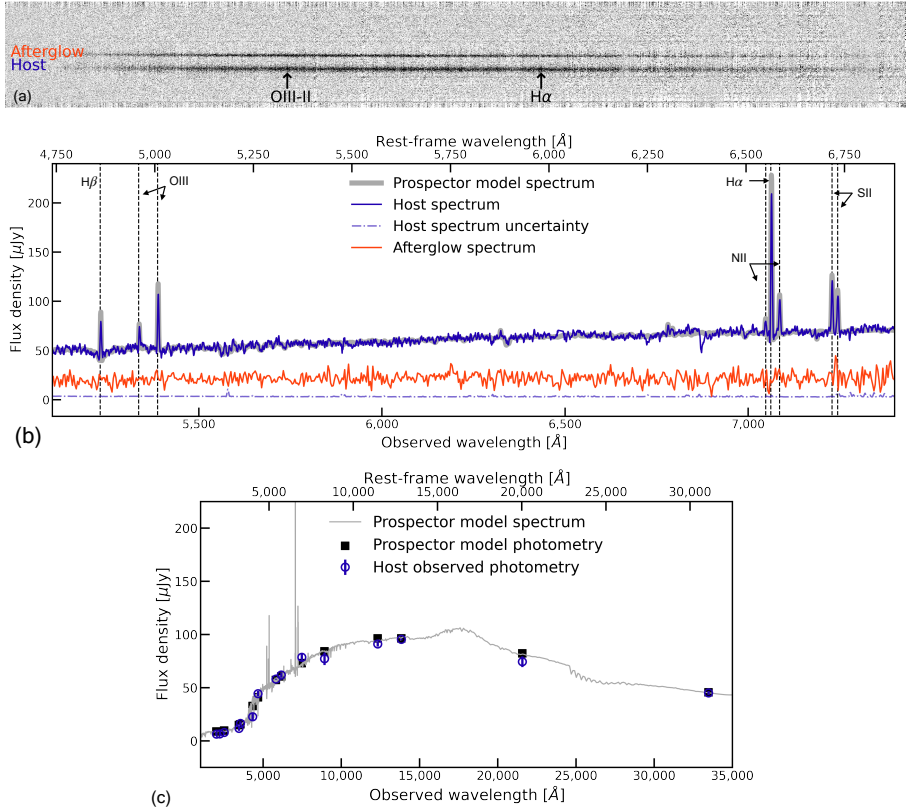 Afterglow
Host
(a)
OIII-II
Hα
Rest-frame wavelength [Å]
4,750 5,000 5,250 5,500 5,750 6,000 6,250 6,500 6,750
Hβ
OIII
Prospector model spectrum
Host spectrum
Host spectrum uncertainty
Afterglow spectrum
Hα
SII
NII
Flux density [μJy]
200
150
100
50
0
5,500 6,000 6,500 7,000
Observed wavelength [Å]
(b)
Rest-frame wavelength [Å]
5,000 10,000 15,000 20,000 25,000 30,000
Prospector model spectrum
Prospector model photometry
Host observed photometry
Flux density [μJy]
200
150
100
50
0
5,000 10,000 15,000 20,000 25,000 30,000 35,000
Observed wavelength [Å]
(c)